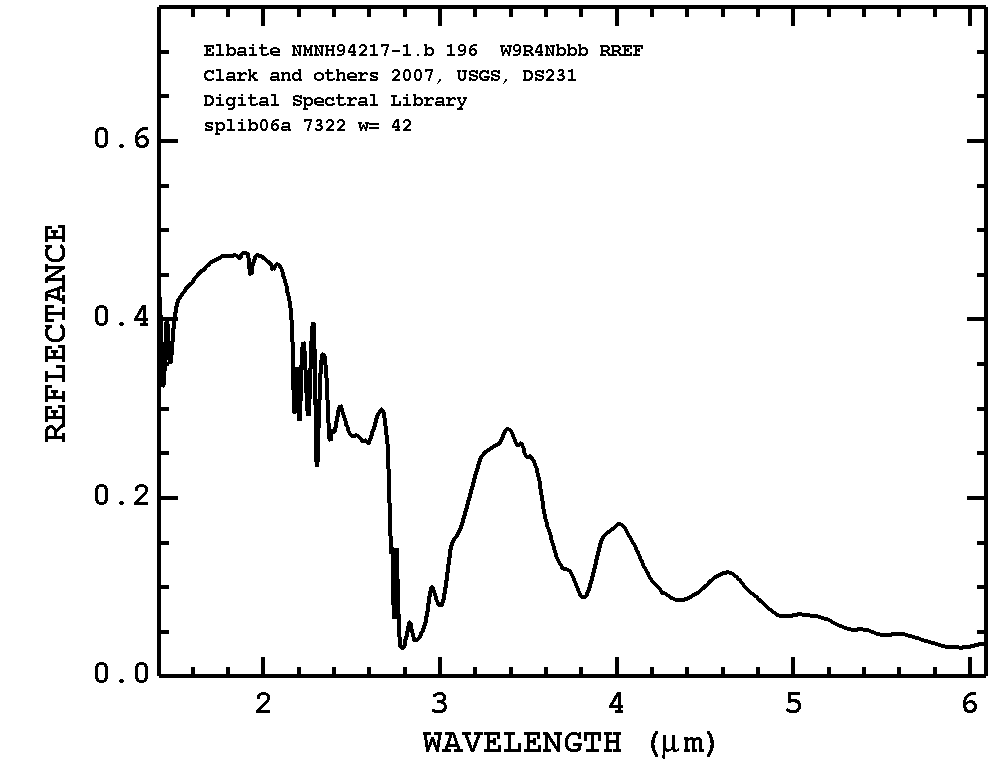 Elbaite NMNH94217-1.b 196 W9R4Nbbb RREF
Clark and others 2007, USGS, DS231
Digital Spectral Library
splib06a 7322 w= 42
0.6
0.4
0.2
0.0
REFLECTANCE
2 3 4 5 6
WAVELENGTH (μm)